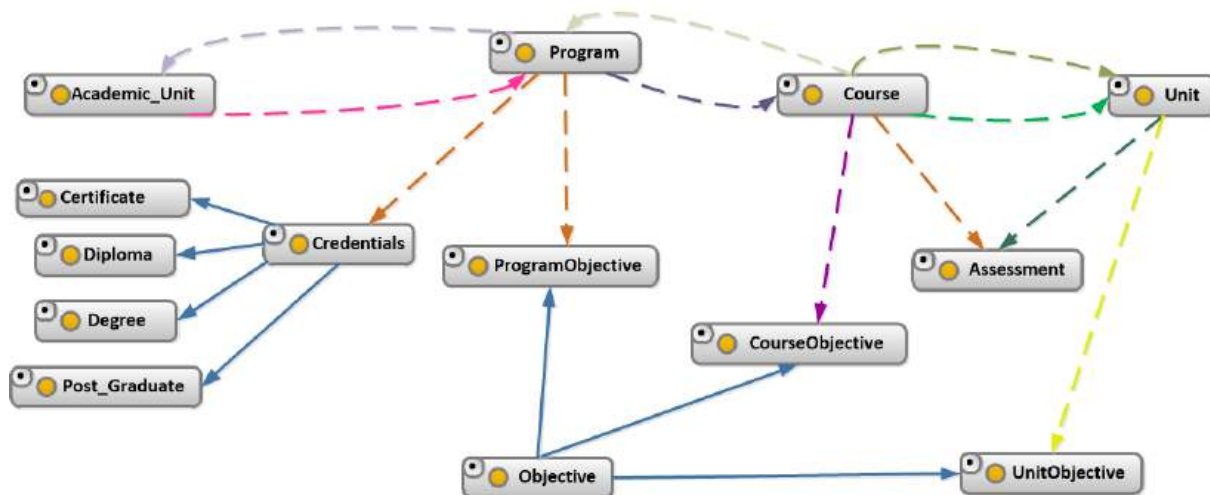 Program
Academic_Unit
Course
Unit
Certificate
Credentials
Diploma
ProgramObjective
Assessment
Degree
CourseObjective
Post_Graduate
Objective
UnitObjective